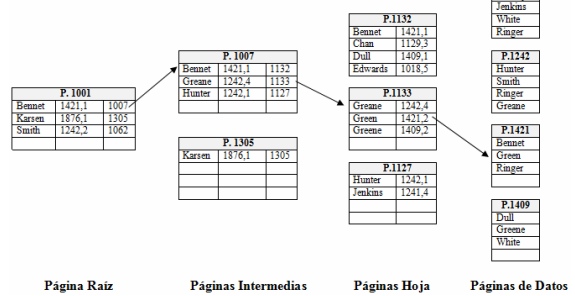 P. 1001
Bennet 1421,1 1007
Karsen 1876,1 1305
Smith 1242,2 1062
P. 1007
Bennet 1421,1 1132
Greane 1242,4 1133
Hunter 1242,1 1127
P. 1305
Karsen 1876,1 1305
P.1132
Bennet 1421,1
Chan 1129,3
Dull 1409,1
Edwards 1018,5
P.1133
Greane 1242,4
Green 1421,2
Greene 1409,2
P.1127
Hunter 1242,1
Jenkins 1241,4
Jenkins
White
Ringer
P.1242
Hunter
Smith
Ringer
Greane
P.1421
Bennet
Green
Ringer
P.1409
Dull
Greene
White
Página Raíz
Páginas Intermedias
Páginas Hoja
Páginas de Datos